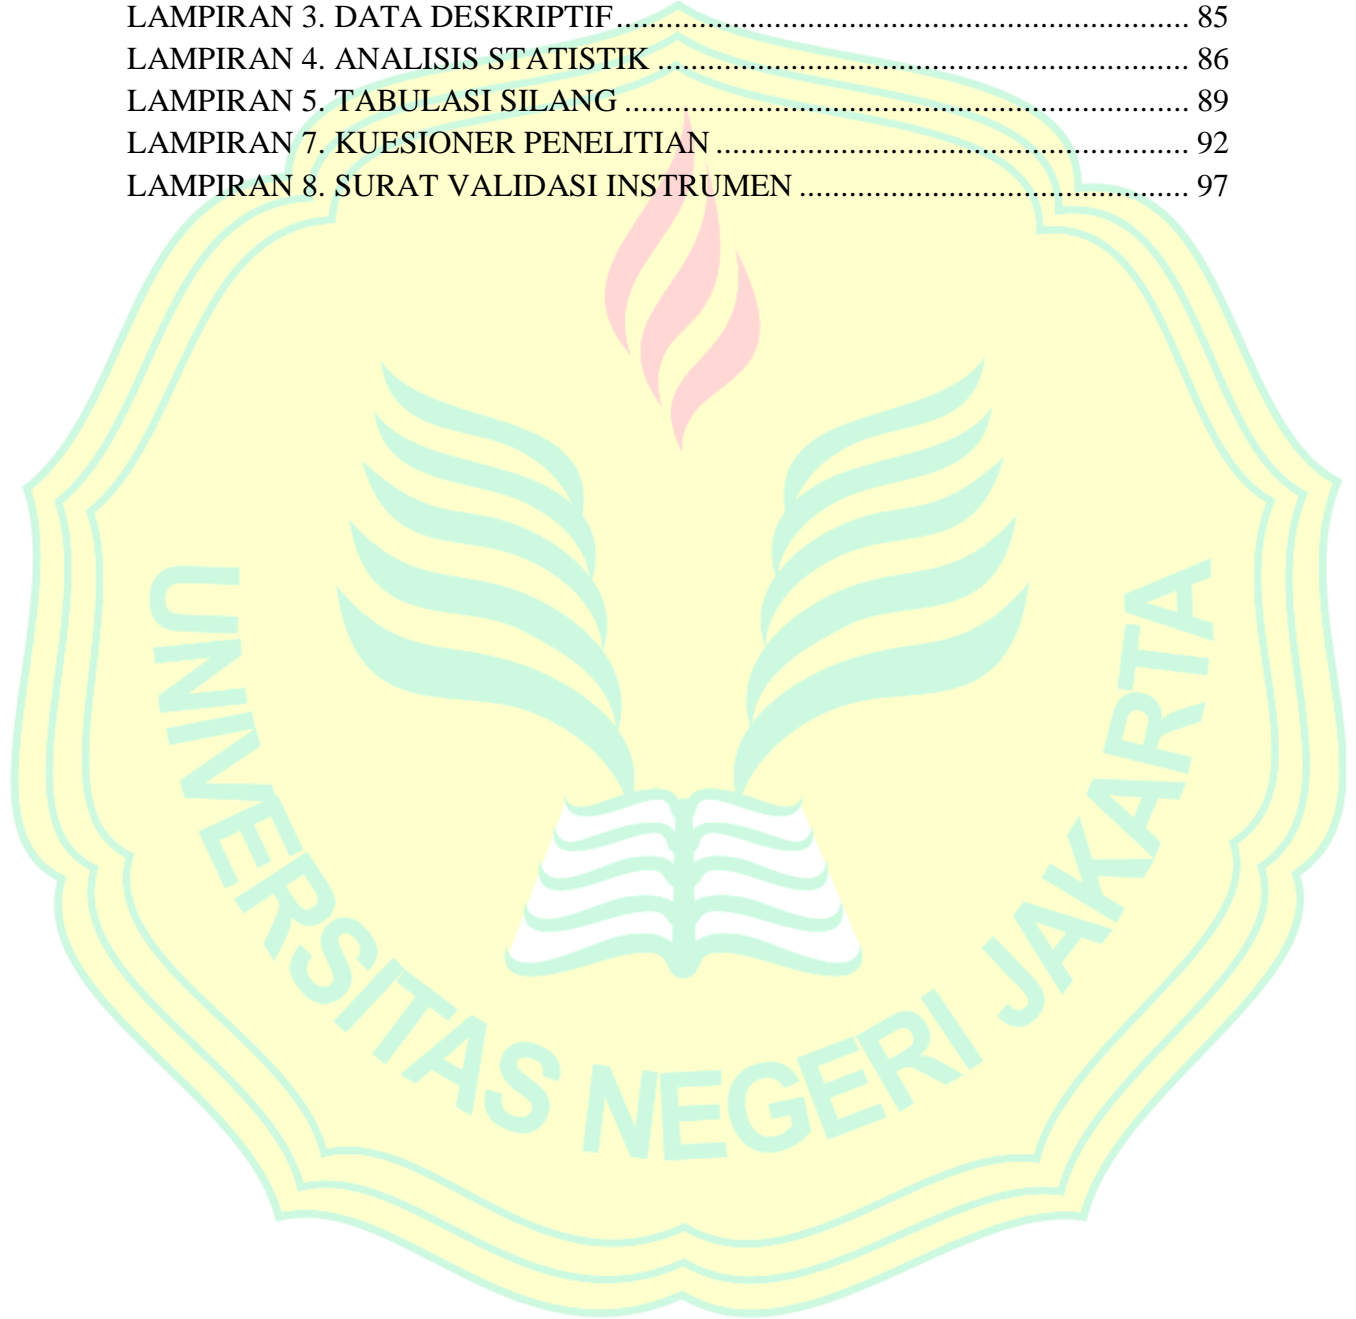 LAMPIRAN 3. DATA DESKRIPTIF ........................................................................ 85
LAMPIRAN 4. ANALISIS STATISTIK ................................................................... 86
LAMPIRAN 5. TABULASI SILANG ....................................................................... 89
LAMPIRAN 7. KUESIONER PENELITIAN ........................................................... 92
LAMPIRAN 8. SURAT VALIDASI INSTRUMEN ................................................. 97
UNIVERSITAS NEGERI JAKARTA